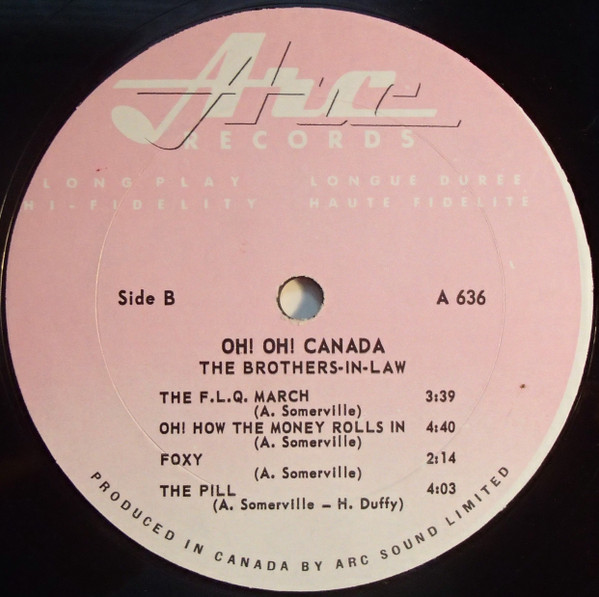 Arc
RECORDS
LONG PLAY LONGUE DUREE
HI-FIDELITY HAUTE FIDELITE
Side B A 636
OH! OH! CANADA
THE BROTHERS-IN-LAW
THE F.L.Q. MARCH 3:39
(A. Somerville)
OH! HOW THE MONEY ROLLS IN 4:40
(A. Somerville)
FOXY 2:14
(A. Somerville)
THE PILL 4:03
(A. Somerville – H. Duffy)
PRODUCED IN CANADA BY ARC SOUND LIMITED